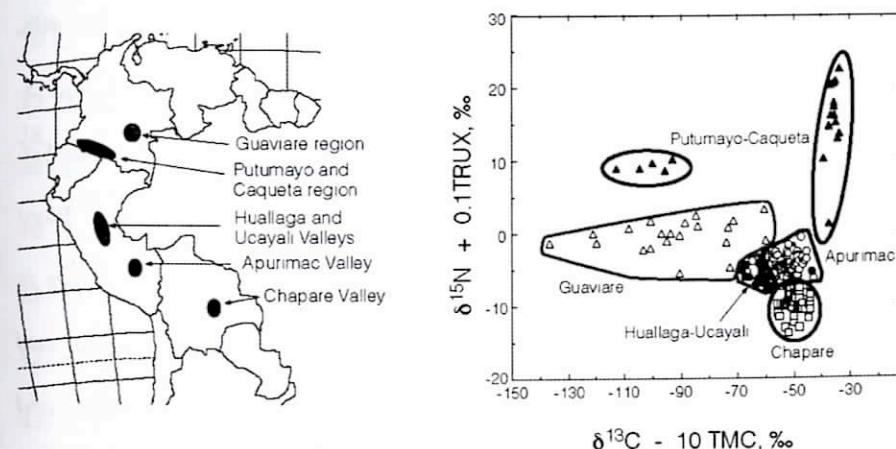 Guaviare region
Putumayo and
Caqueta region
Huallaga and
Ucayali Valleys
Apurimac Valley
Chapare Valley
δ¹⁵N + 0.1TRUX, ‰
30
20
10
0
-10
-20
Putumayo-Caqueta
Guaviare
Apurimac
Huallaga-Ucayali
Chapare
-150 -130 -110 -90 -70 -50 -30
δ¹³C - 10 TMC, ‰